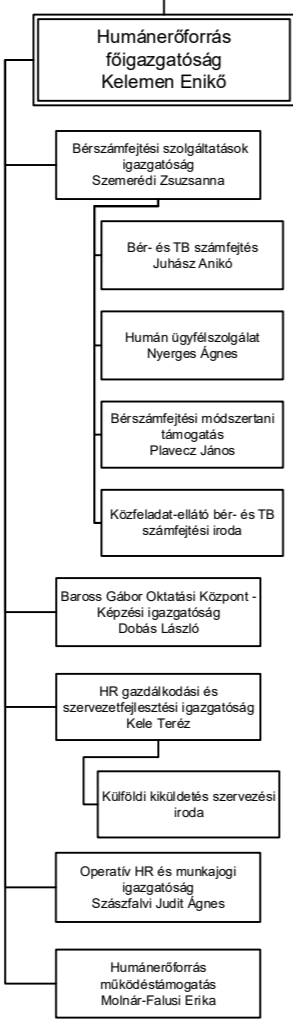 Humánerőforrás
főigazgatóság
Kelemen Enikő
Bérszámfejtési szolgáltatások
igazgatóság
Szemerédi Zsuzsanna
Bér- és TB számfejtés
Juhász Anikó
Humán ügyfélszolgálat
Nyerges Ágnes
Bérszámfejtési módszertani
támogatás
Plavecz János
Közfeladat-ellátó bér- és TB
számfejtési iroda
Baross Gábor Oktatási Központ -
Képzési igazgatóság
Dobás László
HR gazdálkodási és
szervezetfejlesztési igazgatóság
Kele Teréz
Külföldi kiküldetés szervezési
iroda
Operatív HR és munkajogi
igazgatóság
Szászfalvi Judit Ágnes
Humánerőforrás
működéstámogatás
Molnár-Falusi Erika